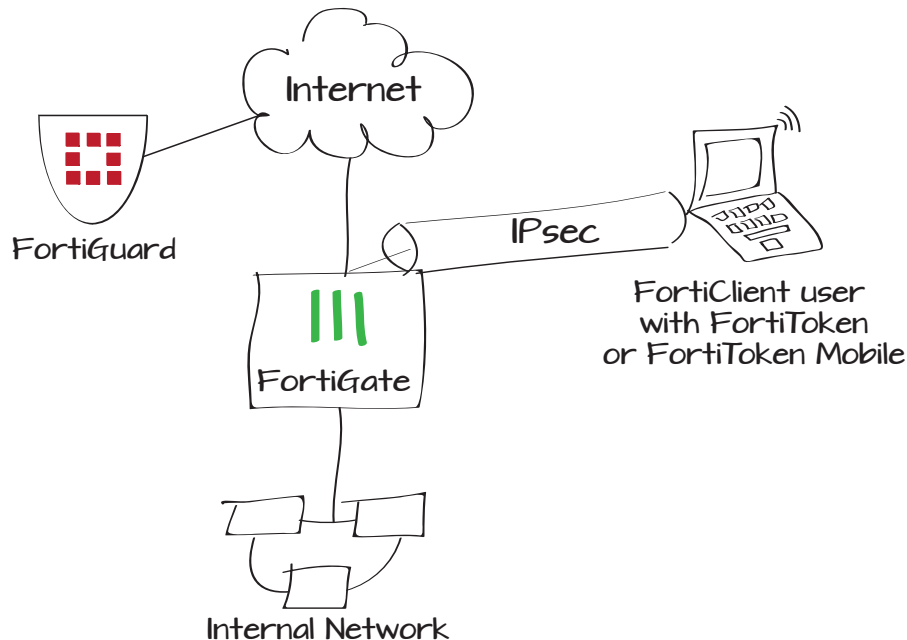 Internet
FortiGuard
IPsec
FortiClient user
with FortiToken
or FortiToken Mobile
FortiGate
Internal Network